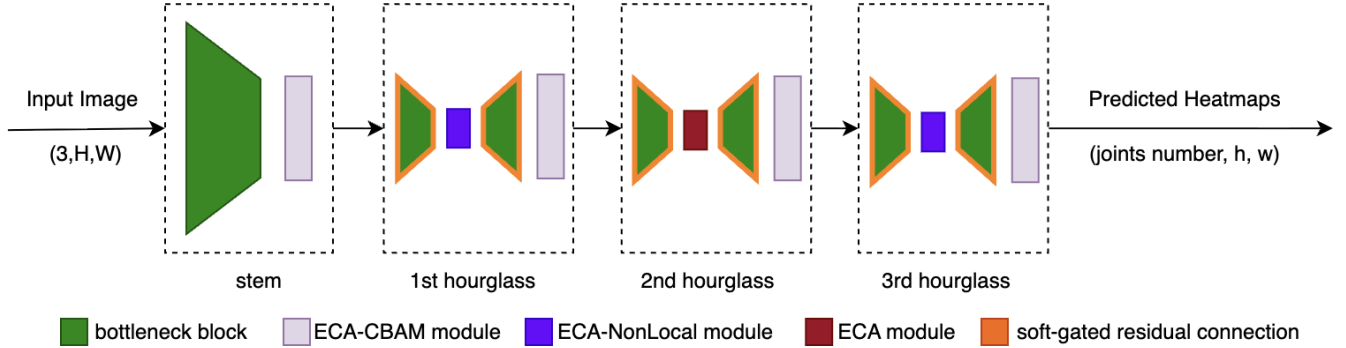 Input Image
(3,H,W)
Predicted Heatmaps
(joints number, h, w)
stem
1st hourglass
2nd hourglass
3rd hourglass
bottleneck block
ECA-CBAM module
ECA-NonLocal module
ECA module
soft-gated residual connection